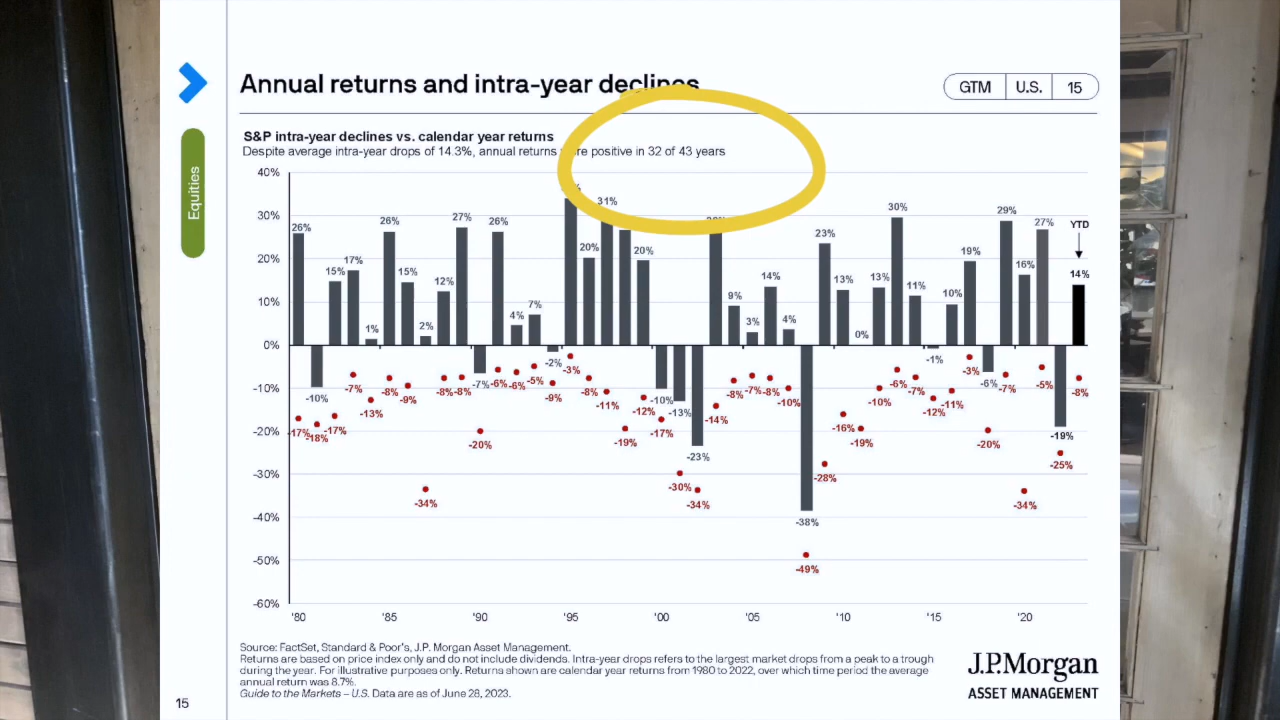 Annual returns and intra-year declines
GTM U.S. 15
Equities
S&P intra-year declines vs. calendar year returns
Despite average intra-year drops of 14.3%, annual returns positive in 32 of 43 years
40%
30%
20%
10%
0%
-10%
-20%
-30%
-40%
-50%
-60%
26% -10% 15% 17% 1% 26% 15% 2% 12% 27% -7% 26% 4% 7% -2% 20% 31% 20% -10% -13% -23% 9% 3% 14% 4% -38% 23% 13% 0% 13% 30% 11% -1% 10% 19% -6% 29% 16% 27% -19%
YTD
14%
-17% -18% -17% -7% -13% -8% -9% -34% -8% -8% -20% -6% -6% -5% -9% -3% -8% -11% -19% -12% -17% -30% -34% -14% -8% -7% -8% -10% -49% -28% -16% -19% -10% -6% -7% -12% -11% -3% -20% -7% -34% -5% -25% -8%
'80 '85 '90 '95 '00 '05 '10 '15 '20
Source: FactSet, Standard & Poor's, J.P. Morgan Asset Management.
Returns are based on price index only and do not include dividends. Intra-year drops refers to the largest market drops from a peak to a trough
during the year. For illustrative purposes only. Returns shown are calendar year returns from 1980 to 2022, over which time period the average
annual return was 8.7%.
Guide to the Markets – U.S. Data are as of June 28, 2023.
J.P.Morgan
ASSET MANAGEMENT
15